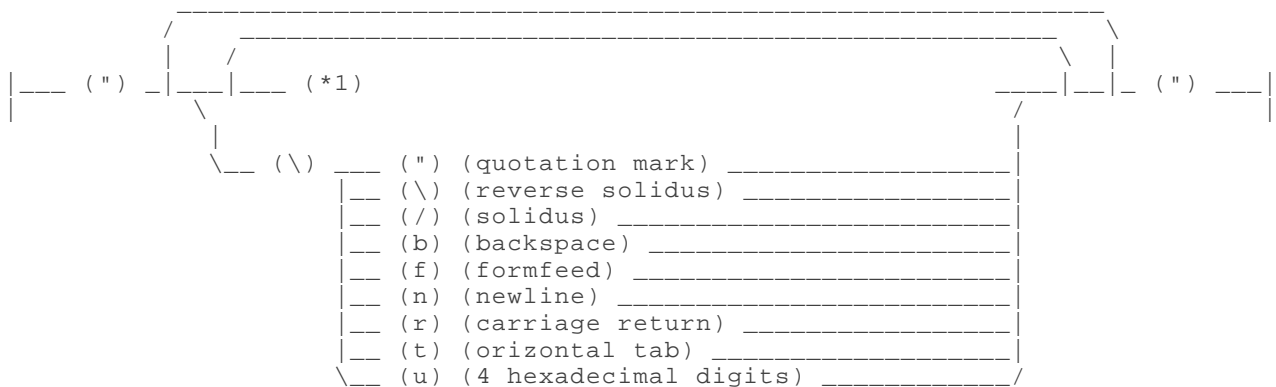 (") (*1) (")
(\) (") (quotation mark)
(\) (reverse solidus)
(/) (solidus)
(b) (backspace)
(f) (formfeed)
(n) (newline)
(r) (carriage return)
(t) (orizontal tab)
(u) (4 hexadecimal digits)